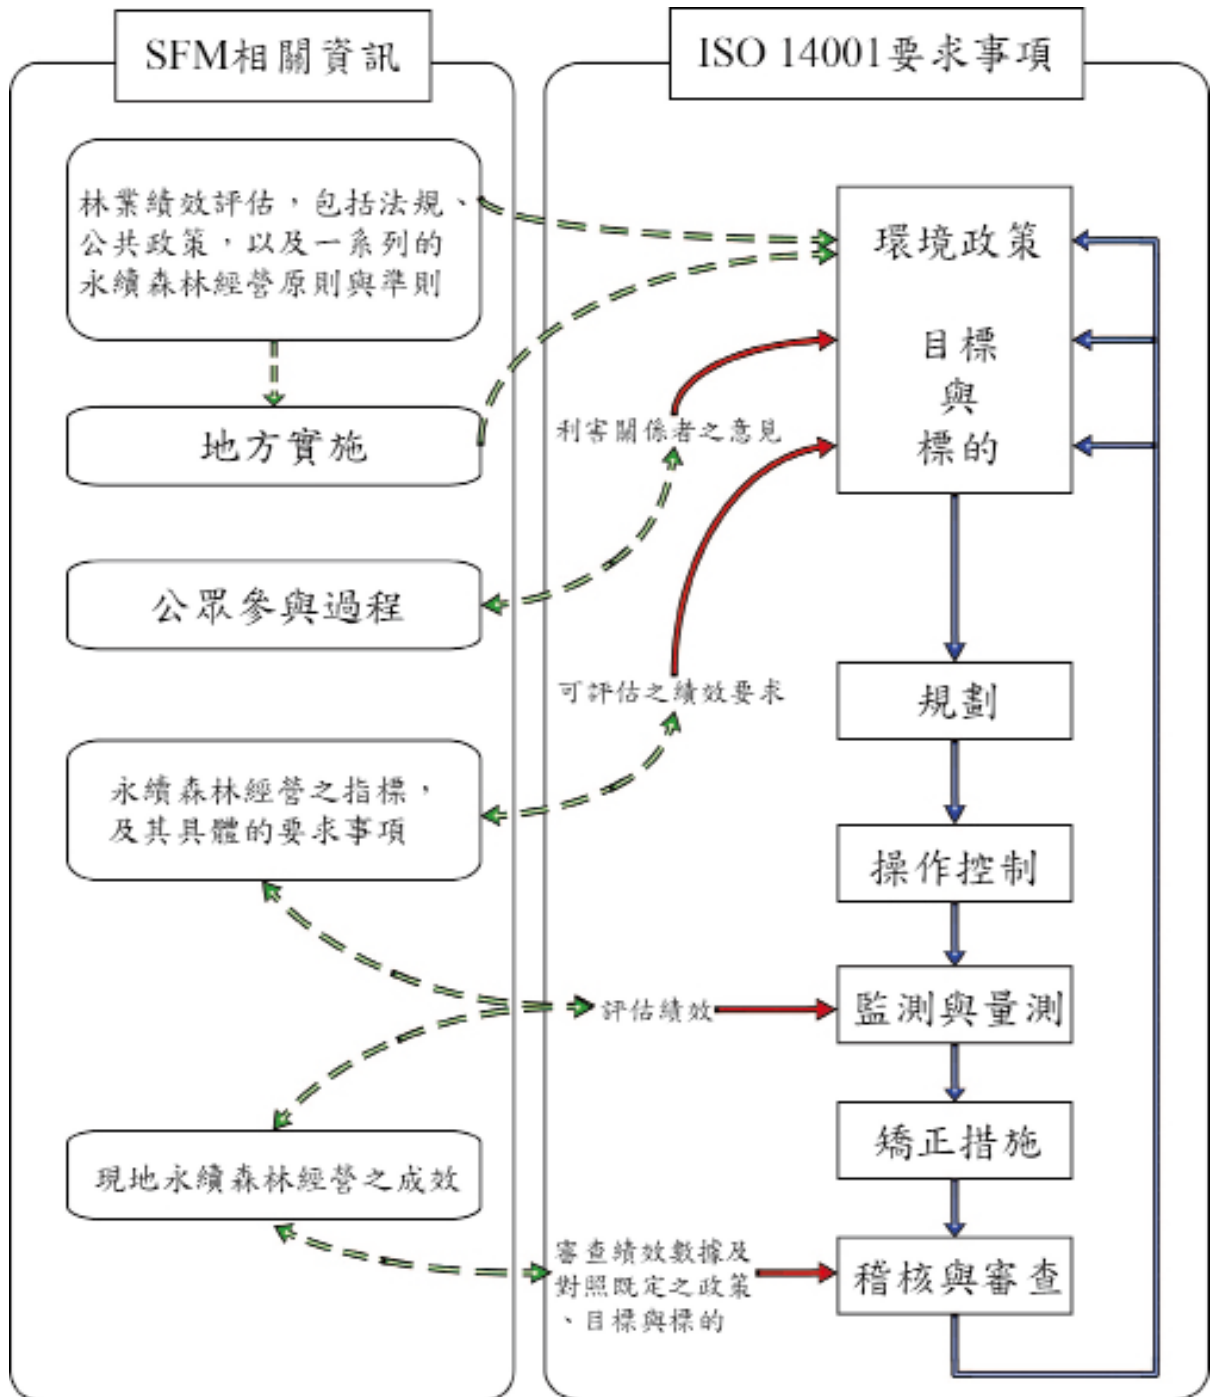 SFM相關資訊
林業績效評估，包括法規、
公共政策，以及一系列的
永續森林經營原則與準則
地方實施
公眾參與過程
永續森林經營之指標，
及其具體的要求事項
現地永續森林經營之成效
ISO 14001要求事項
環境政策
目標
與
標的
利害關係者之意見
可評估之績效要求
規劃
操作控制
評估績效
監測與量測
矯正措施
審查績效數據及
對照既定之政策
、目標與標的
稽核與審查